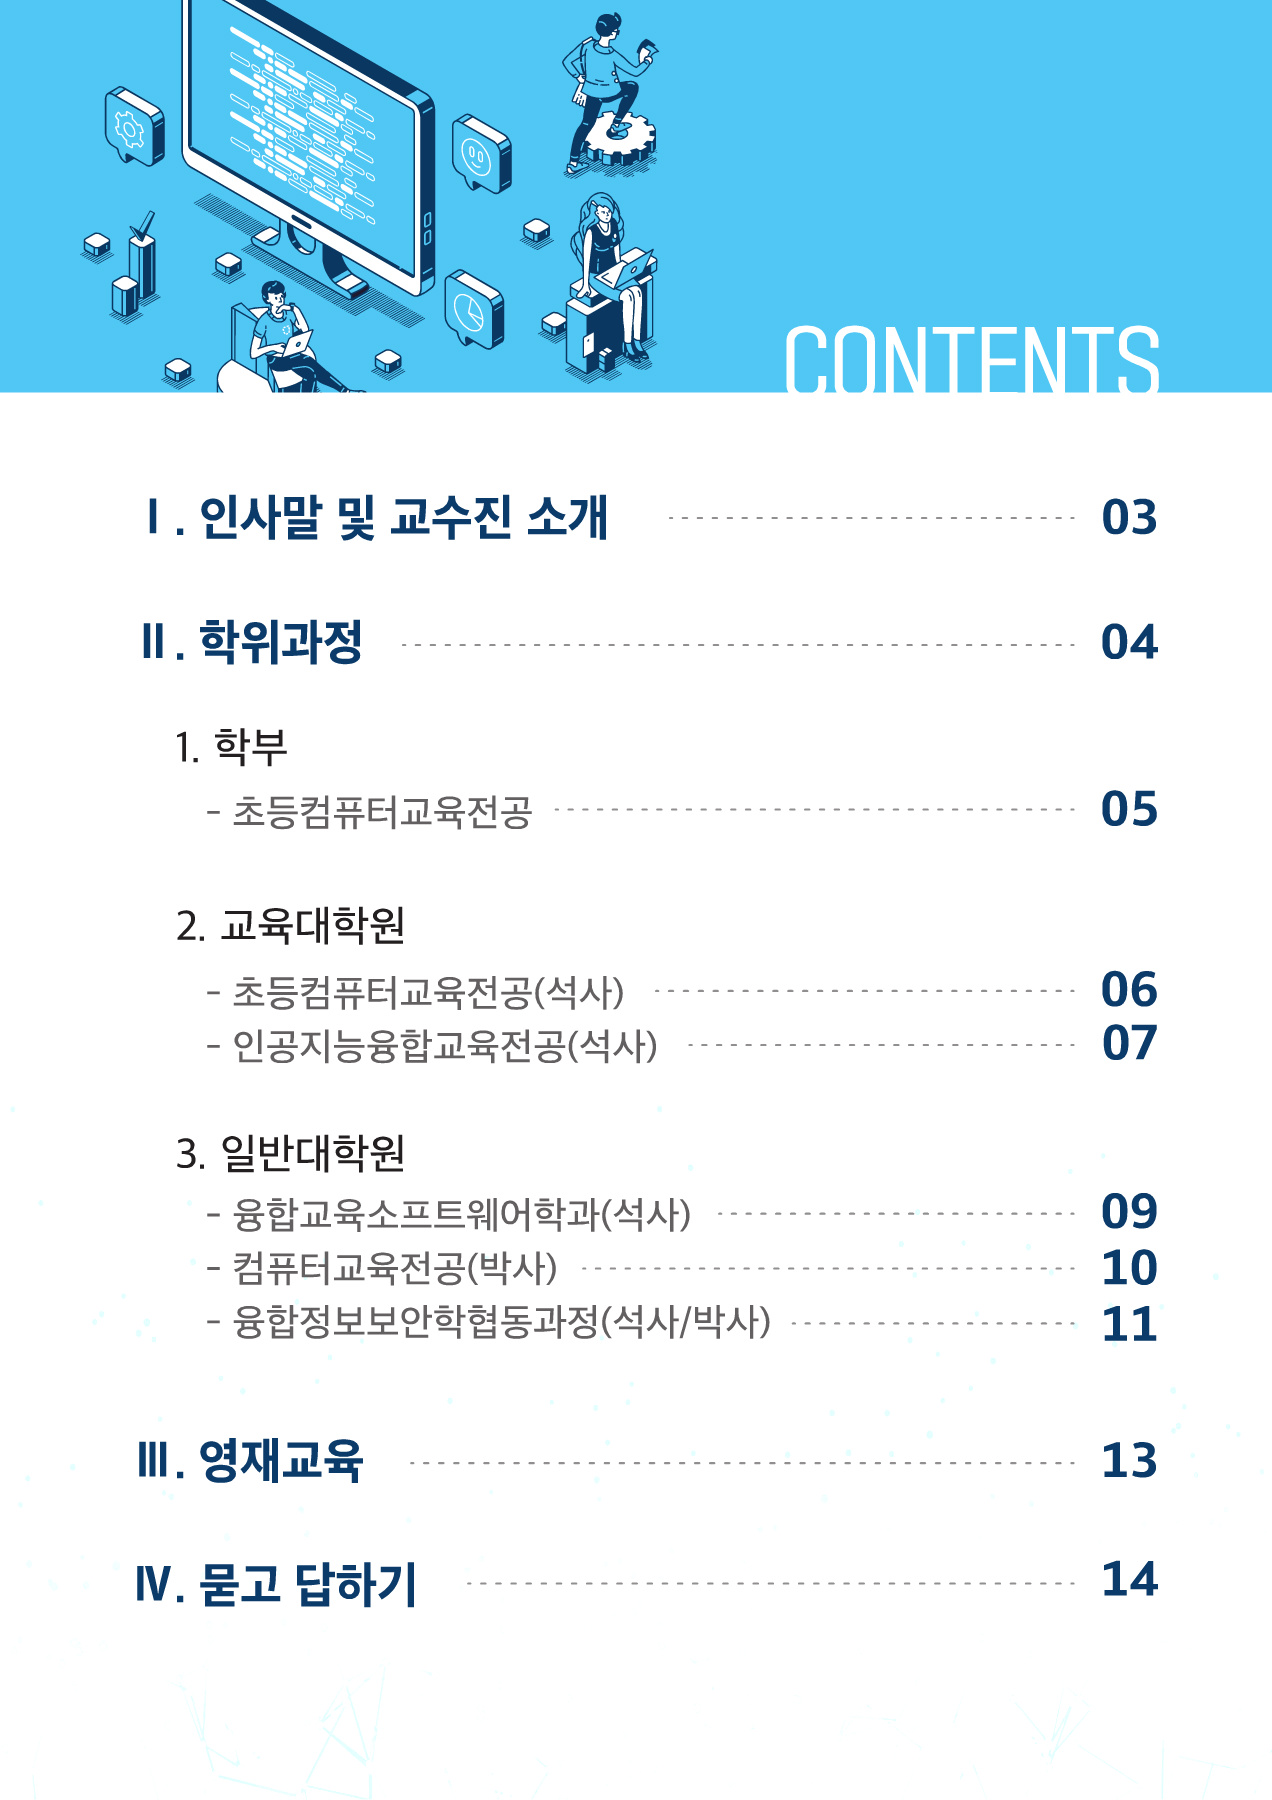 CONTENTS
Ⅰ. 인사말 및 교수진 소개 03
Ⅱ. 학위과정 04
1. 학부
- 초등컴퓨터교육전공 05
2. 교육대학원
- 초등컴퓨터교육전공(석사) 06
- 인공지능융합교육전공(석사) 07
3. 일반대학원
- 융합교육소프트웨어학과(석사) 09
- 컴퓨터교육전공(박사) 10
- 융합정보보안학협동과정(석사/박사) 11
Ⅲ. 영재교육 13
Ⅳ. 묻고 답하기 14